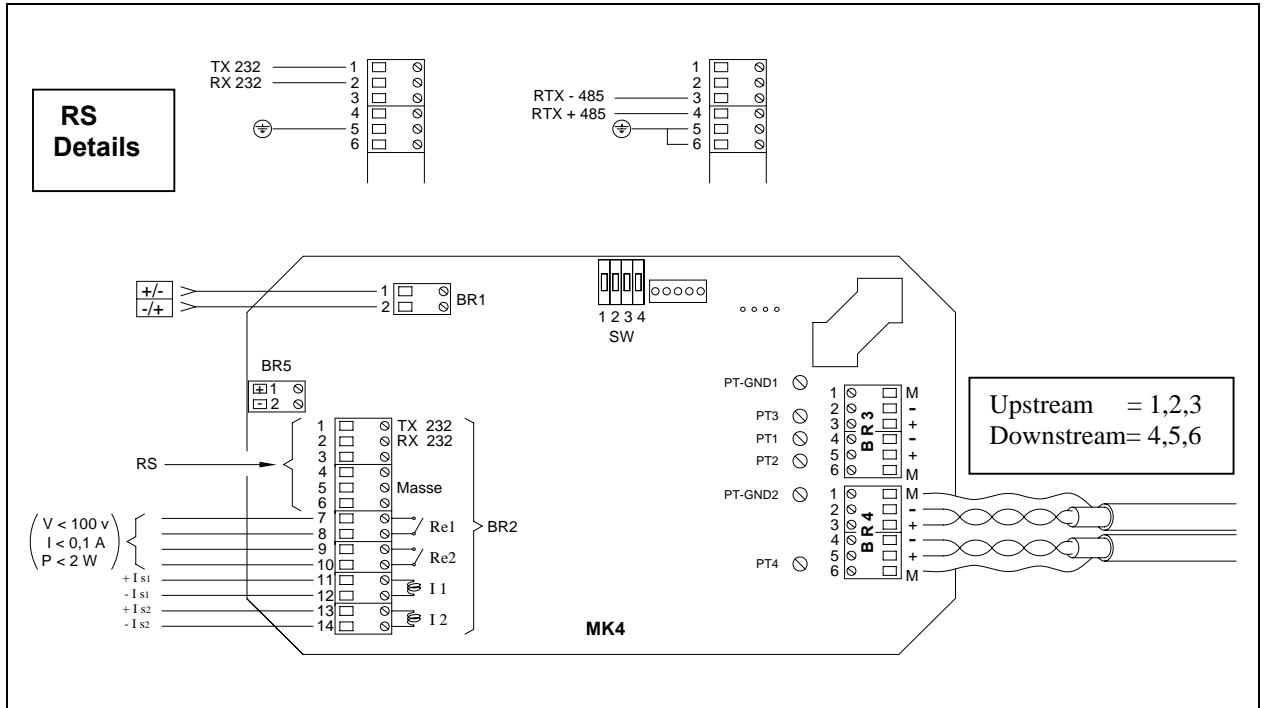 RS
Details
TX 232 1
RX 232 2
3
4
5
6
1
2
RTX - 485 3
RTX + 485 4
5
6
+/- 1
-/+ 2
BR1
1 2 3 4
SW
BR5
+ 1
- 2
1 TX 232
2 RX 232
3
4
5 Masse
6
RS
7
8
Re1
9
10
Re2
11
12
I 1
13
14
I 2
BR2
V < 100 v
I < 0,1 A
P < 2 W
+ I s1
- I s1
+ I s2
- I s2
MK4
PT-GND1
PT3
PT1
PT2
PT-GND2
PT4
1 M
2 -
3 +
4 -
5 +
6 M
BR3
1 M
2 -
3 +
4 -
5 +
6 M
BR4
Upstream = 1,2,3
Downstream= 4,5,6